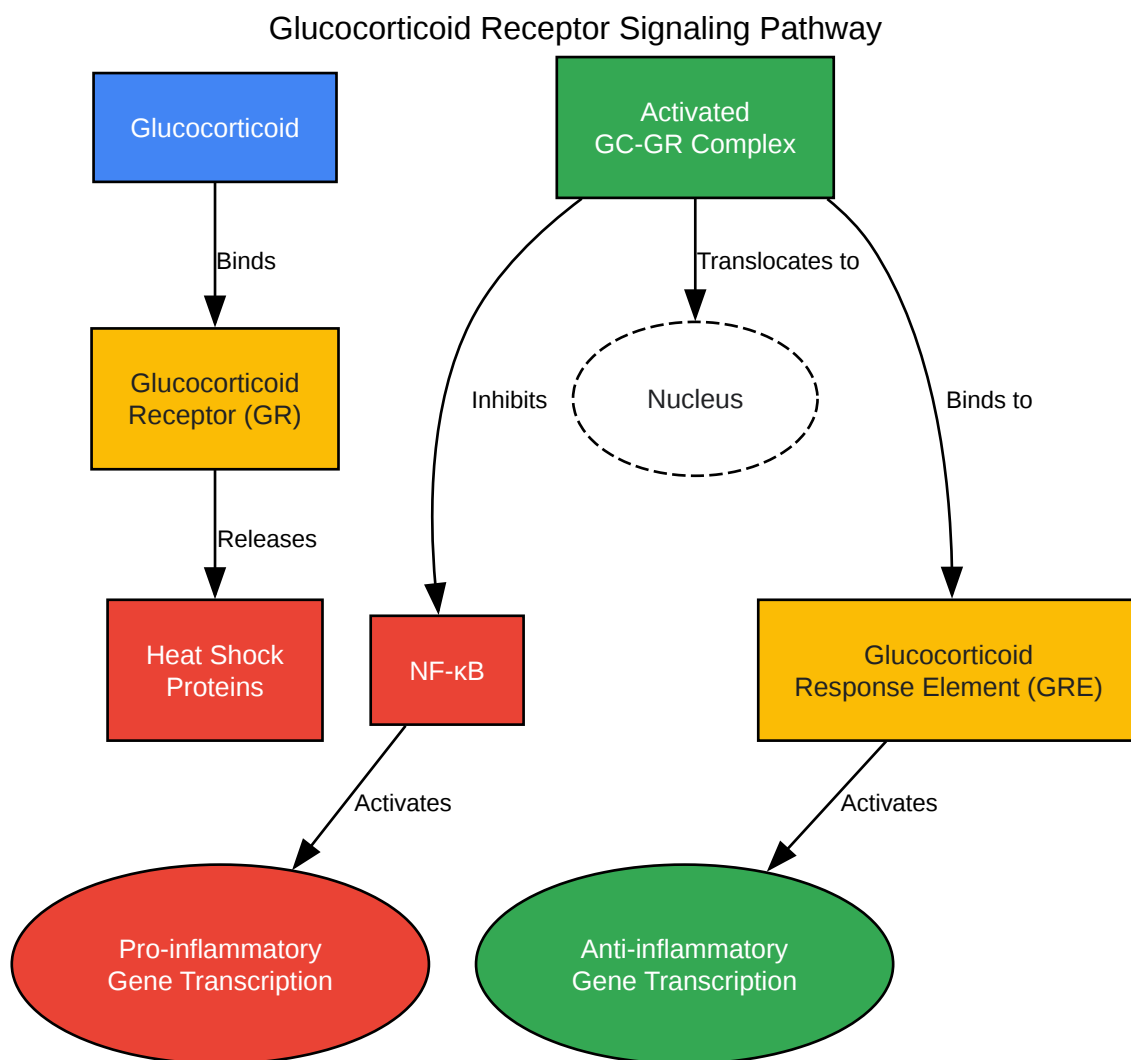 Glucocorticoid Receptor Signaling Pathway
Glucocorticoid
Activated
GC-GR Complex
Binds
Translocates to
Glucocorticoid
Receptor (GR)
Inhibits
Nucleus
Binds to
Releases
Heat Shock
Proteins
NF-κB
Glucocorticoid
Response Element (GRE)
Activates
Activates
Pro-inflammatory
Gene Transcription
Anti-inflammatory
Gene Transcription